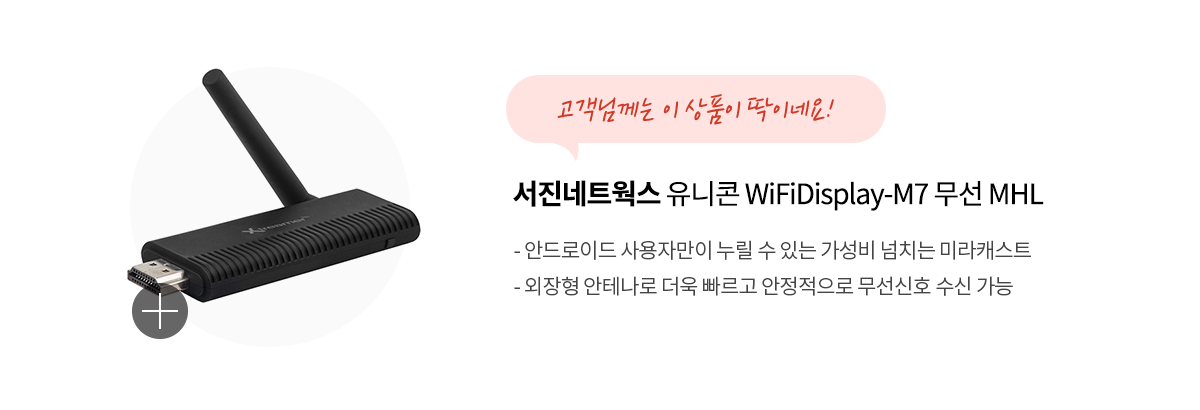 고객님께는 이 상품이 딱이네요!
서진네트웍스 유니콘 WiFiDisplay-M7 무선 MHL
- 안드로이드 사용자만이 누릴 수 있는 가성비 넘치는 미라캐스트
- 외장형 안테나로 더욱 빠르고 안정적으로 무선신호 수신 가능
Xtreamer